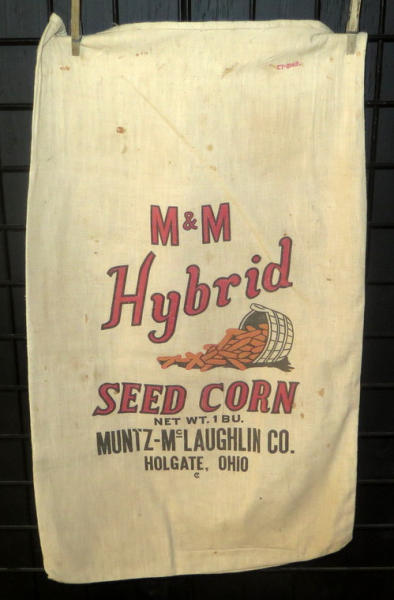 M&M
Hybrid
SEED CORN
NET WT. 1 BU.
MUNTZ-McLAUGHLIN CO.
HOLGATE, OHIO